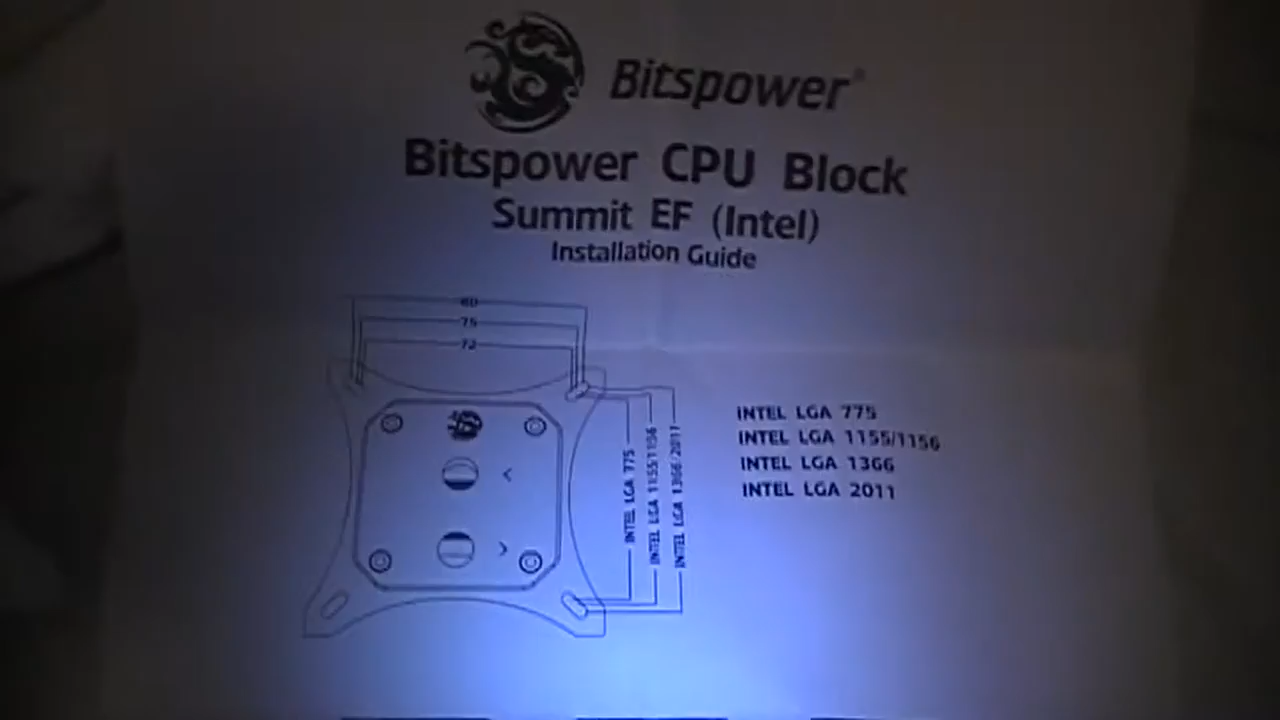 Bitspower®
Bitspower CPU Block
Summit EF (Intel)
Installation Guide
80
75
72
INTEL LGA 775
INTEL LGA 1155/1156
INTEL LGA 1366/2011
INTEL LGA 775
INTEL LGA 1155/1156
INTEL LGA 1366
INTEL LGA 2011